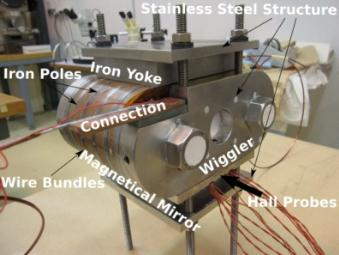 Stainless Steel Structure
Iron Poles
Iron Yoke
Connection
Wiggler
Wire Bundles
Magnetical Mirror
Hall Probes